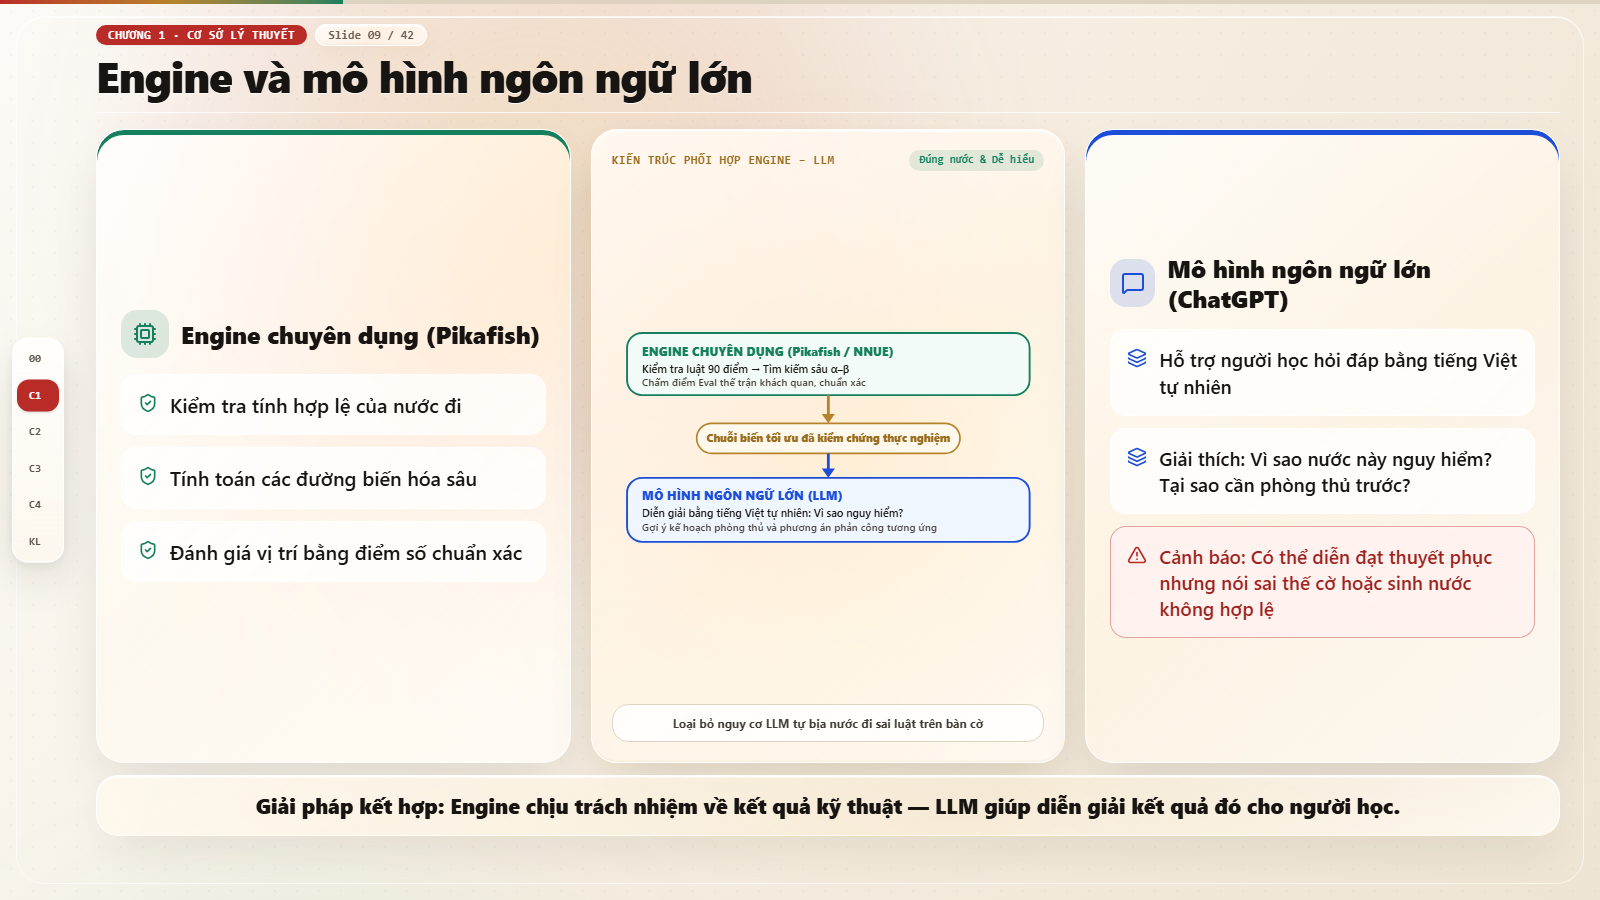 CHƯƠNG 1 · CƠ SỞ LÝ THUYẾT
Slide 09 / 42
Engine và mô hình ngôn ngữ lớn
00
C1
C2
C3
C4
KL
Engine chuyên dụng (Pikafish)
Kiểm tra tính hợp lệ của nước đi
Tính toán các đường biến hóa sâu
Đánh giá vị trí bằng điểm số chuẩn xác
KIẾN TRÚC PHỐI HỢP ENGINE – LLM
Đúng nước & Dễ hiểu
ENGINE CHUYÊN DỤNG (Pikafish / NNUE)
Kiểm tra luật 90 điểm → Tìm kiếm sâu α–β
Chấm điểm Eval thế trận khách quan, chuẩn xác
Chuỗi biến tối ưu đã kiểm chứng thực nghiệm
MÔ HÌNH NGÔN NGỮ LỚN (LLM)
Diễn giải bằng tiếng Việt tự nhiên: Vì sao nguy hiểm?
Gợi ý kế hoạch phòng thủ và phương án phản công tương ứng
Loại bỏ nguy cơ LLM tự bịa nước đi sai luật trên bàn cờ
Mô hình ngôn ngữ lớn
(ChatGPT)
Hỗ trợ người học hỏi đáp bằng tiếng Việt
tự nhiên
Giải thích: Vì sao nước này nguy hiểm?
Tại sao cần phòng thủ trước?
Cảnh báo: Có thể diễn đạt thuyết phục
nhưng nói sai thế cờ hoặc sinh nước
không hợp lệ
Giải pháp kết hợp: Engine chịu trách nhiệm về kết quả kỹ thuật — LLM giúp diễn giải kết quả đó cho người học.